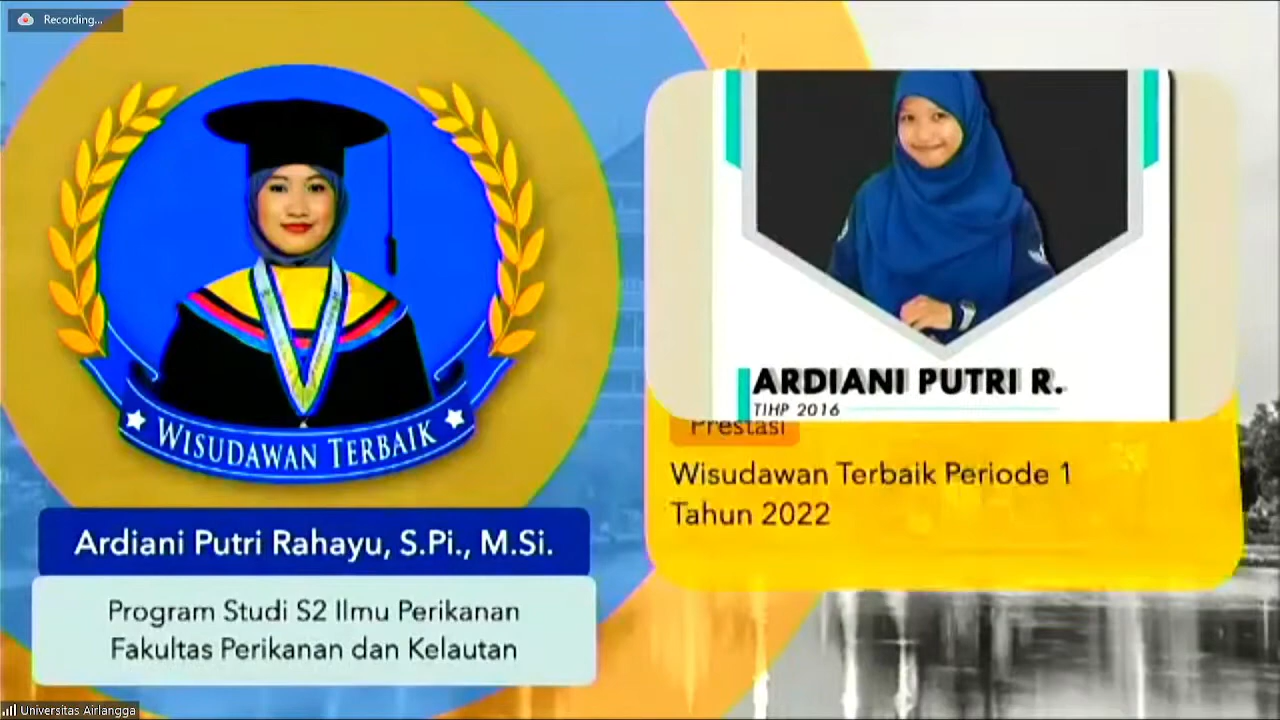 Recording...
WISUDAWAN TERBAIK
Ardiani Putri Rahayu, S.Pi., M.Si.
Program Studi S2 Ilmu Perikanan
Fakultas Perikanan dan Kelautan
ARDIANI PUTRI R.
TIHP 2016
Prestasi
Wisudawan Terbaik Periode 1
Tahun 2022
Universitas Airlangga